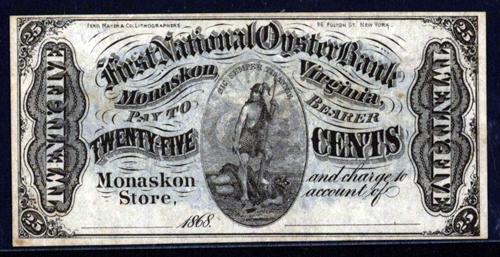 FERD. MAYER & CO. LITHOGRAPHERS 96 FULTON ST. NEW YORK.
25 25
First National Oyster Bank
Monaskon, Virginia,
SIC SEMPER TYRANNIS
PAY TO BEARER
TWENTY-FIVE CENTS
Monaskon and charge to
Store, account of
1868.
TWENTY-FIVE TWENTY-FIVE
25 25